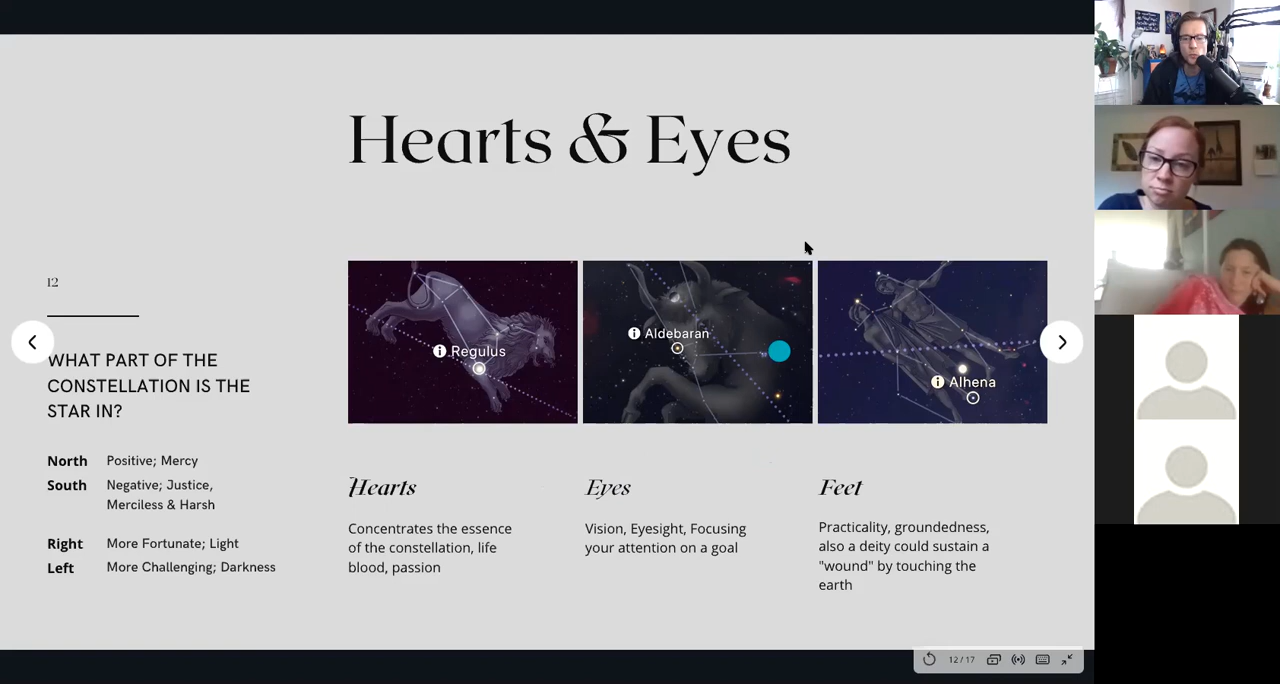 Hearts & Eyes
12
WHAT PART OF THE
CONSTELLATION IS THE
STAR IN?
North Positive; Mercy
South Negative; Justice,
Merciless & Harsh
Right More Fortunate; Light
Left More Challenging; Darkness
Regulus
Aldebaran
Alhena
Hearts
Concentrates the essence
of the constellation, life
blood, passion
Eyes
Vision, Eyesight, Focusing
your attention on a goal
Feet
Practicality, groundedness,
also a deity could sustain a
"wound" by touching the
earth
12 / 17